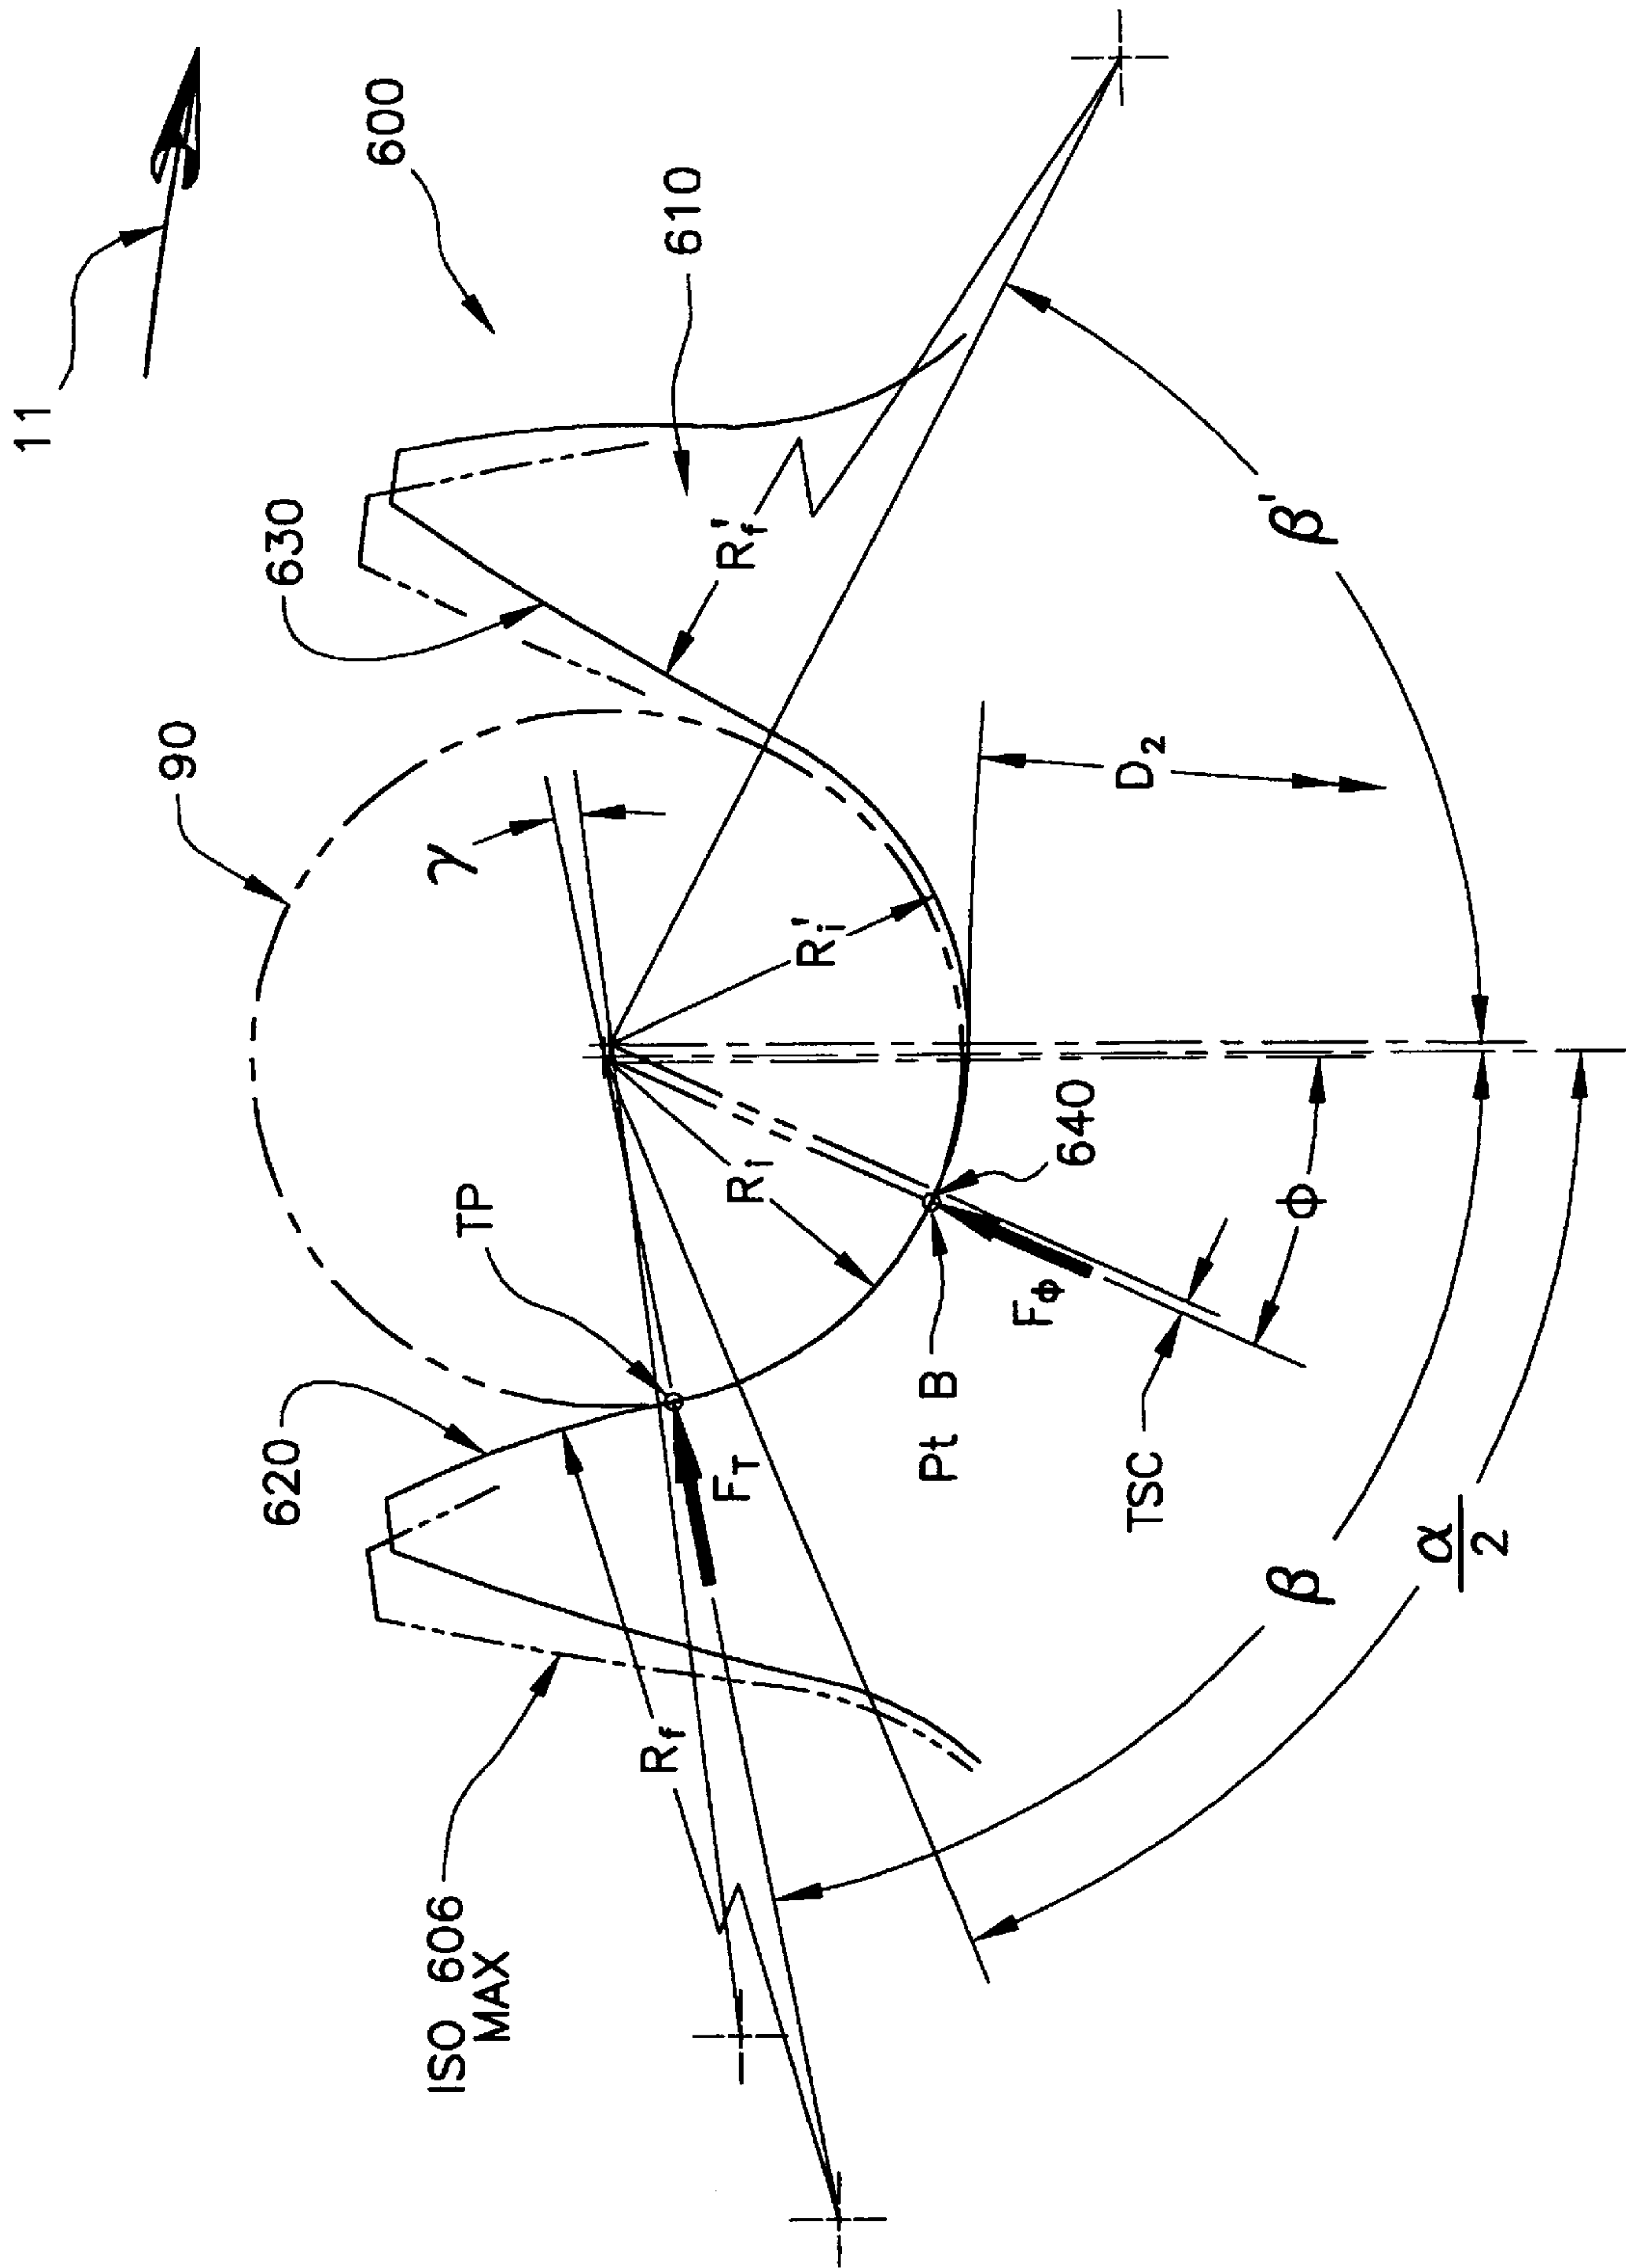 11
600
610
630
90
γ
R'f
R'i
β'
D₂
Ri
TP
640
620
FT
Pt B
Fϕ
ϕ
TSC
β
α/2
Rf
ISO 606
MAX